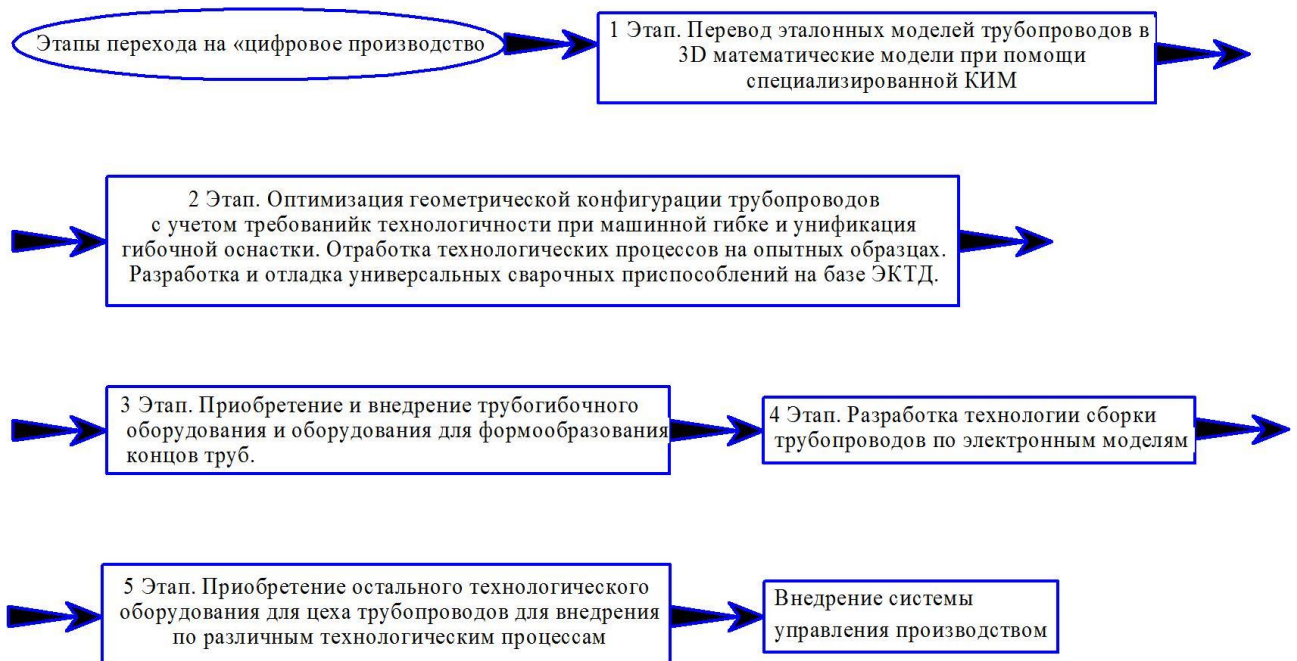 Этапы перехода на «цифровое производство
1 Этап. Перевод эталонных моделей трубопроводов в
3D математические модели при помощи
специализированной КИМ
2 Этап. Оптимизация геометрической конфигурации трубопроводов
с учетом требованийк технологичности при машинной гибке и унификация
гибочной оснастки. Отработка технологических процессов на опытных образцах.
Разработка и отладка универсальных сварочных приспособлений на базе ЭКТД.
3 Этап. Приобретение и внедрение трубогибочного
оборудования и оборудования для формообразования
концов труб.
4 Этап. Разработка технологии сборки
трубопроводов по электронным моделям
5 Этап. Приобретение остального технологического
оборудования для цеха трубопроводов для внедрения
по различным технологическим процессам
Внедрение системы
управления производством